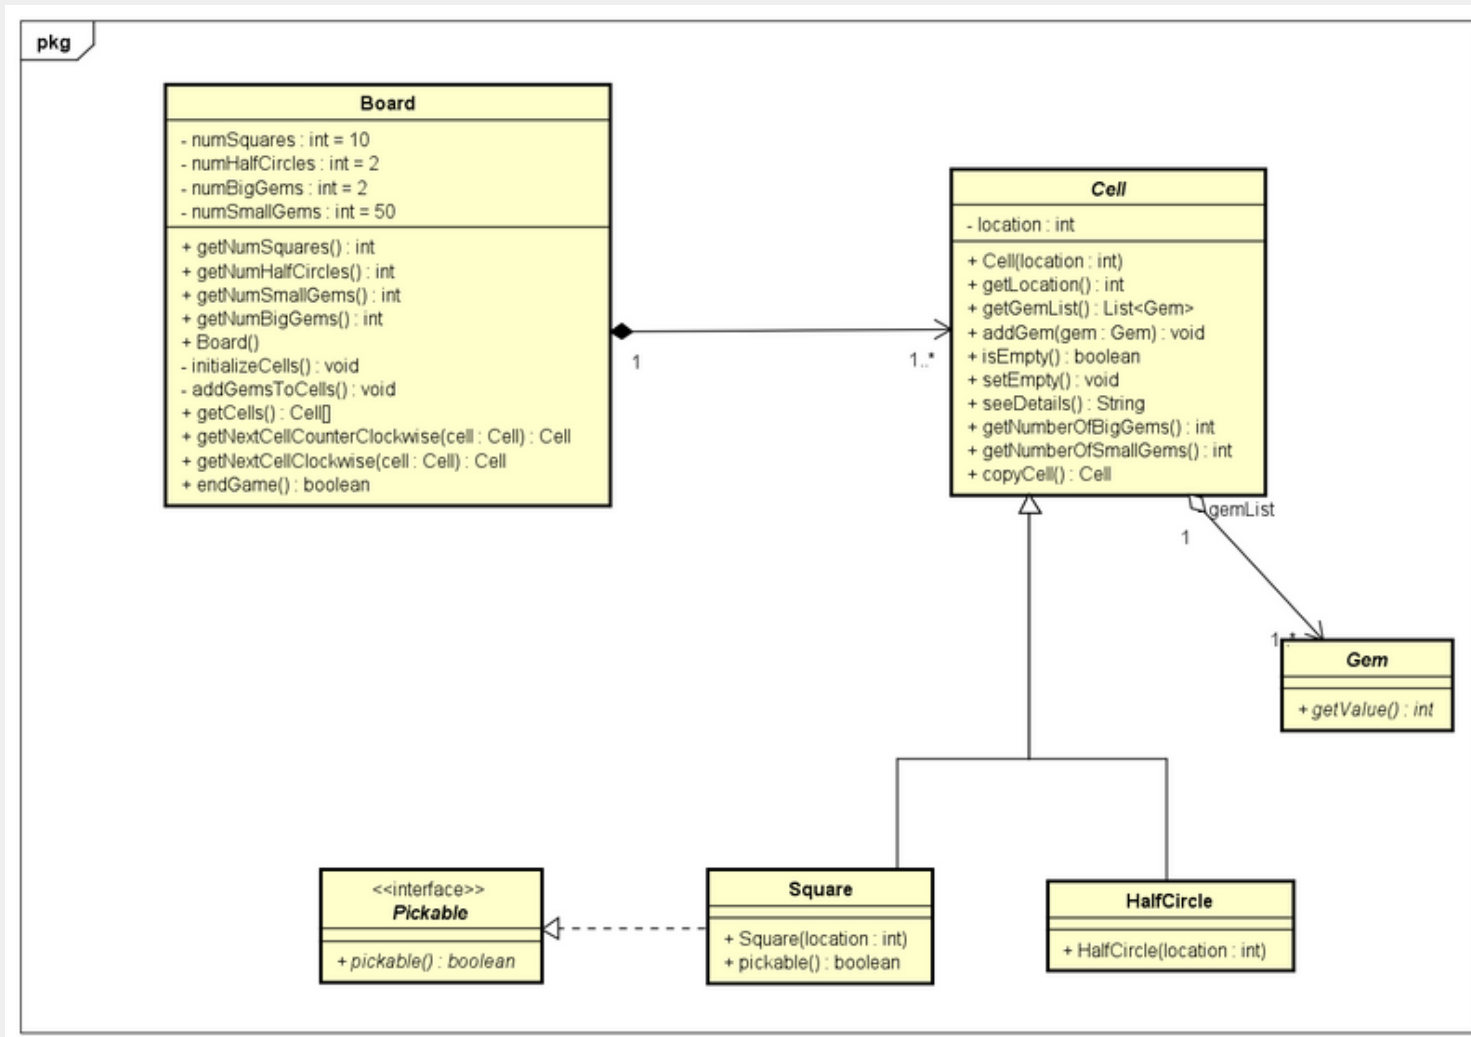 pkg
Board
- numSquares : int = 10
- numHalfCircles : int = 2
- numBigGems : int = 2
- numSmallGems : int = 50
+ getNumSquares() : int
+ getNumHalfCircles() : int
+ getNumSmallGems() : int
+ getNumBigGems() : int
+ Board()
- initializeCells() : void
- addGemsToCells() : void
+ getCells() : Cell[]
+ getNextCellCounterClockwise(cell : Cell) : Cell
+ getNextCellClockwise(cell : Cell) : Cell
+ endGame() : boolean
1
1..*
Cell
- location : int
+ Cell(location : int)
+ getLocation() : int
+ getGemList() : List<Gem>
+ addGem(gem : Gem) : void
+ isEmpty() : boolean
+ setEmpty() : void
+ seeDetails() : String
+ getNumberOfBigGems() : int
+ getNumberOfSmallGems() : int
+ copyCell() : Cell
gemList
1
1..*
Gem
+ getValue() : int
<<interface>>
Pickable
+ pickable() : boolean
Square
+ Square(location : int)
+ pickable() : boolean
HalfCircle
+ HalfCircle(location : int)